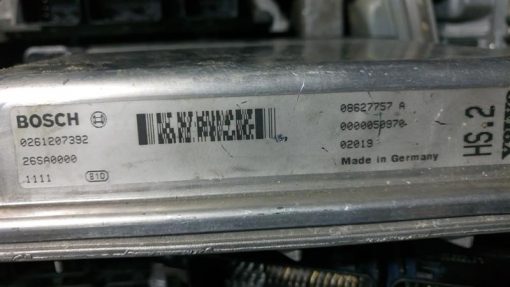 BOSCH
0261207392
26SA0000
1111 810
08627757 A
0000050970-
02019
Made in Germany
HS.2
VOLVO